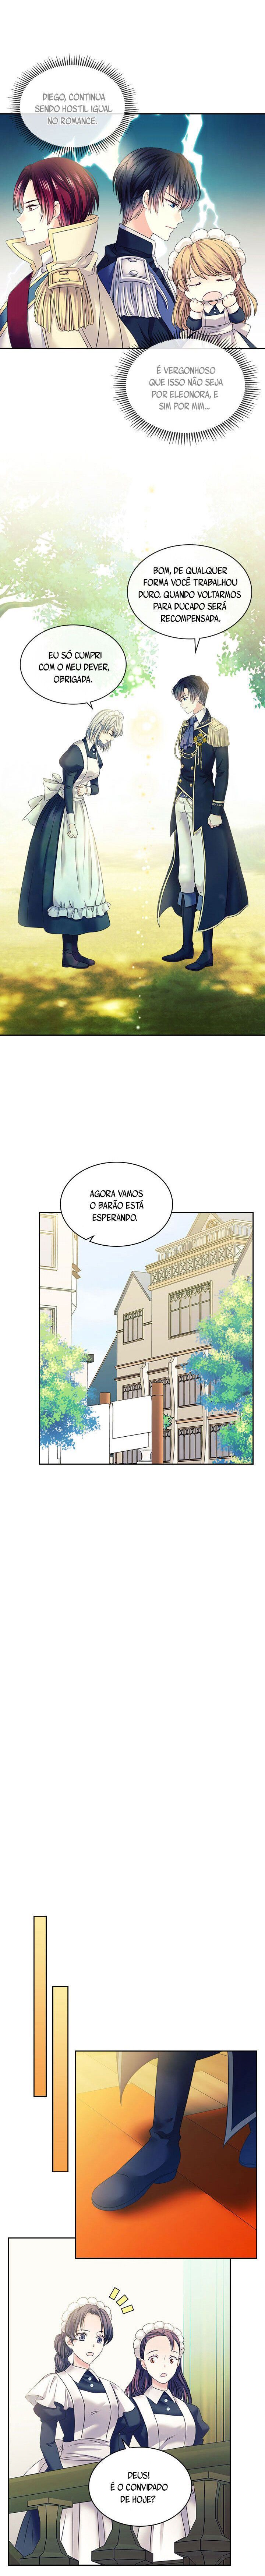 DIEGO, CONTINUA
SENDO HOSTIL IGUAL
NO ROMANCE.
É VERGONHOSO
QUE ISSO NÃO SEJA
POR ELEONORA, E
SIM POR MIM...
BOM, DE QUALQUER
FORMA VOCÊ TRABALHOU
DURO. QUANDO VOLTARMOS
PARA DUCADO SERÁ
RECOMPENSADA.
EU SÓ CUMPRI
COM O MEU DEVER,
OBRIGADA.
AGORA VAMOS
O BARÃO ESTÁ
ESPERANDO.
DEUS!
É O CONVIDADO
DE HOJE?